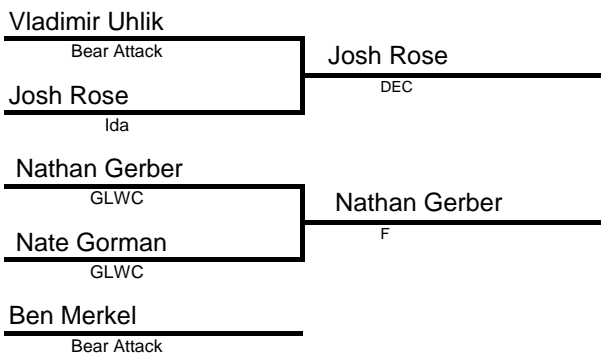 Vladimir Uhlik
Bear Attack
Josh Rose
Ida
Josh Rose
DEC
Nathan Gerber
GLWC
Nate Gorman
GLWC
Nathan Gerber
F
Ben Merkel
Bear Attack